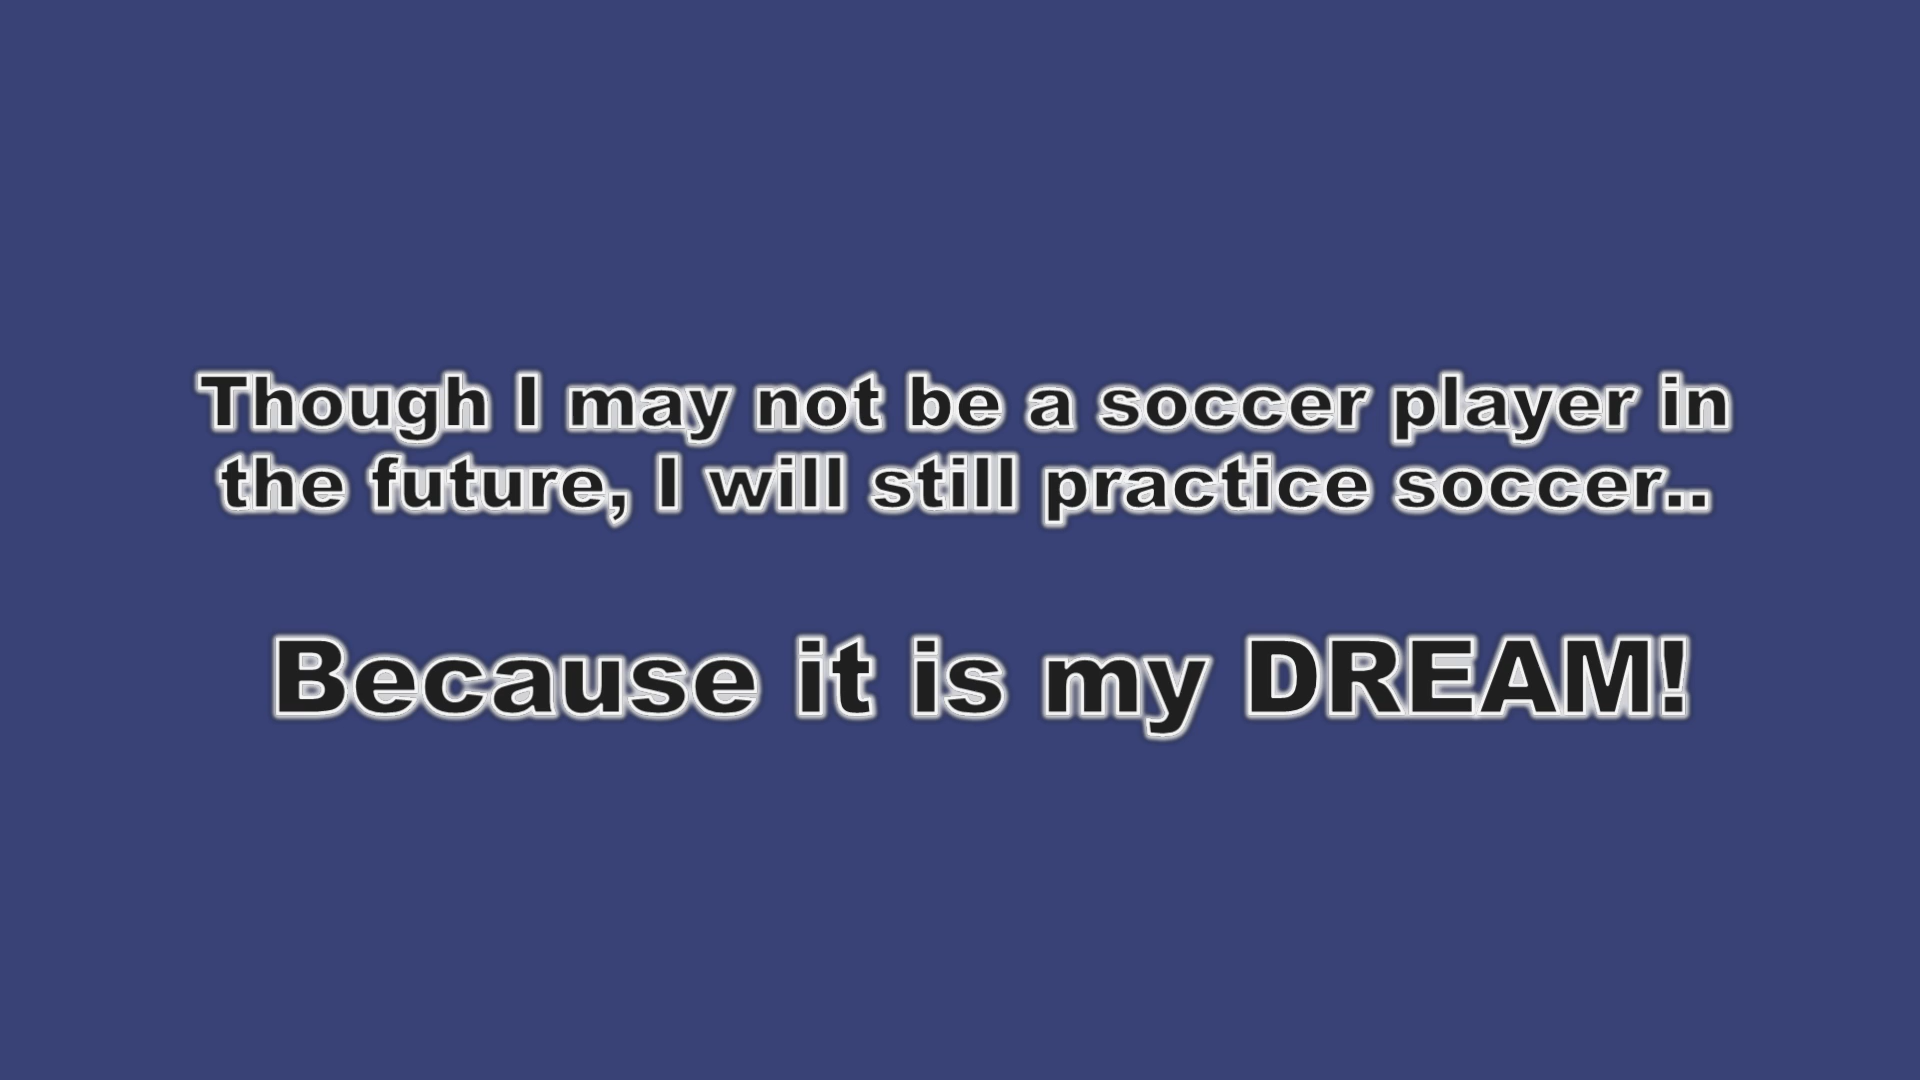 Though I may not be a soccer player in
the future, I will still practice soccer..
Because it is my DREAM!